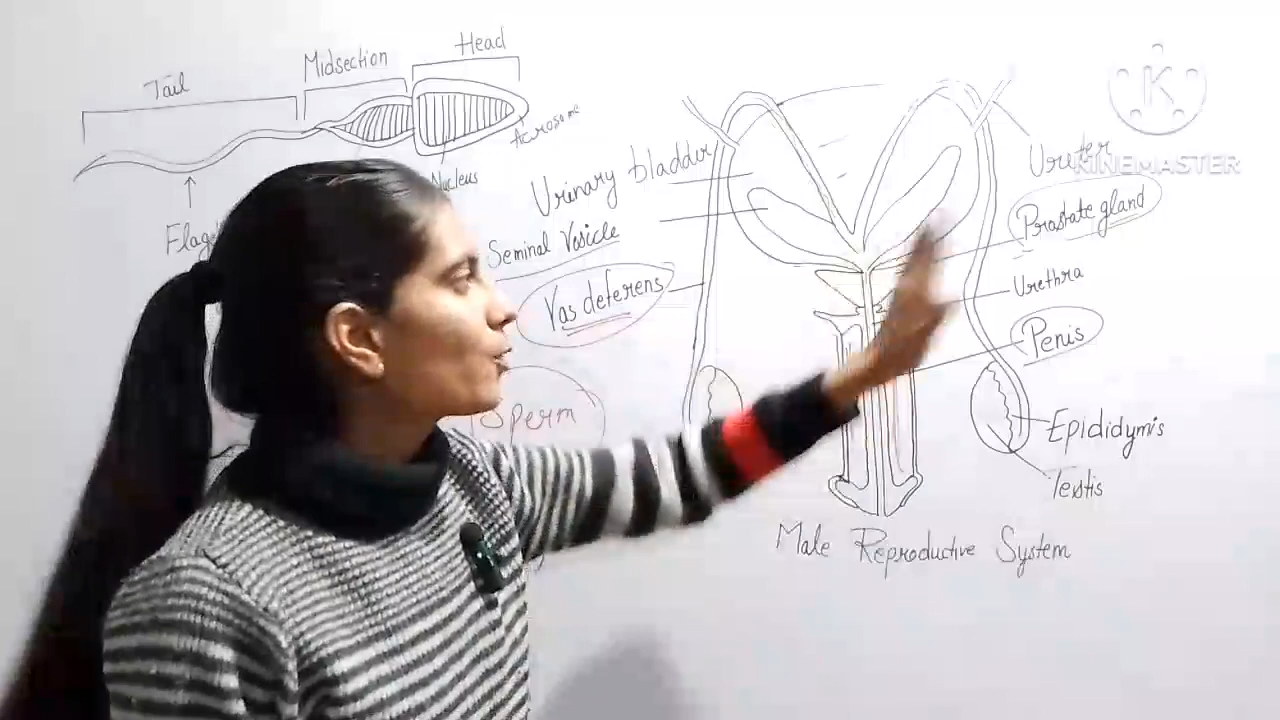 Head
Midsection
Tail
Acrosome
Nucleus
Flag
Urinary bladder
Seminal Vesicle
Vas deferens
Sperm
K
KINEMASTER
Prostate gland
Urethra
Penis
Epididymis
Testis
Male Reproductive System